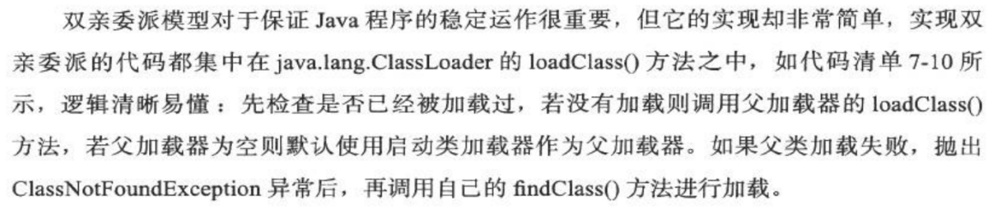 双亲委派模型对于保证 Java 程序的稳定运作很重要，但它的实现却非常简单，实现双
亲委派的代码都集中在 java.lang.ClassLoader 的 loadClass() 方法之中，如代码清单 7-10 所
示，逻辑清晰易懂：先检查是否已经被加载过，若没有加载则调用父加载器的 loadClass()
方法，若父加载器为空则默认使用启动类加载器作为父加载器。如果父类加载失败，抛出
ClassNotFoundException 异常后，再调用自己的 findClass() 方法进行加载。